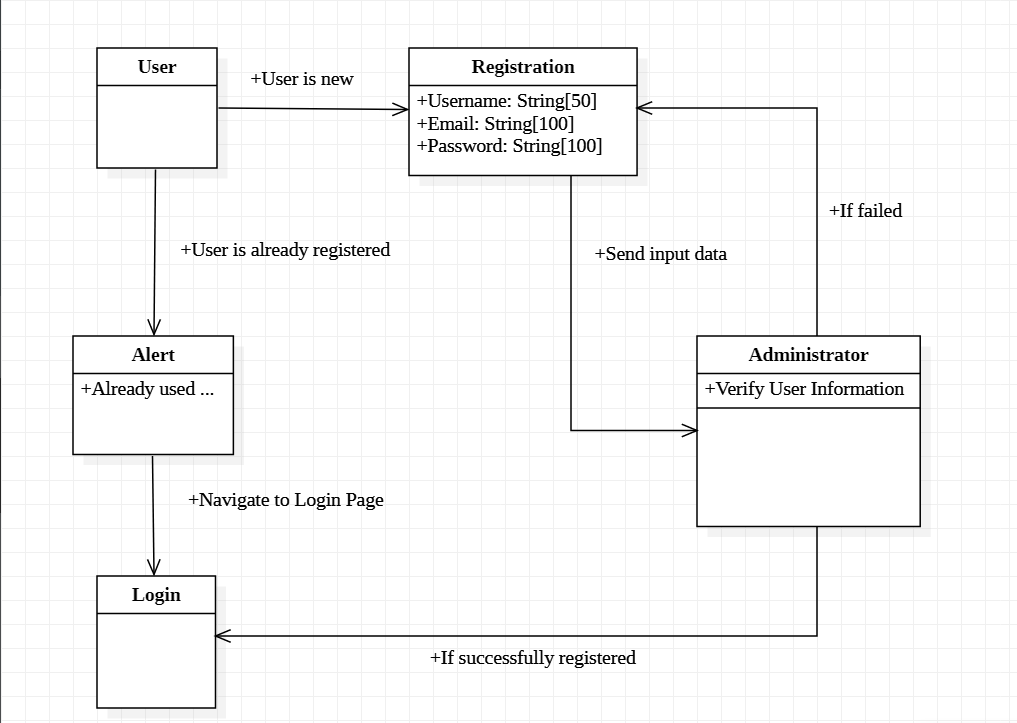 User
+User is new
Registration
+Username: String[50]
+Email: String[100]
+Password: String[100]
+If failed
+User is already registered
+Send input data
Alert
+Already used ...
Administrator
+Verify User Information
+Navigate to Login Page
Login
+If successfully registered